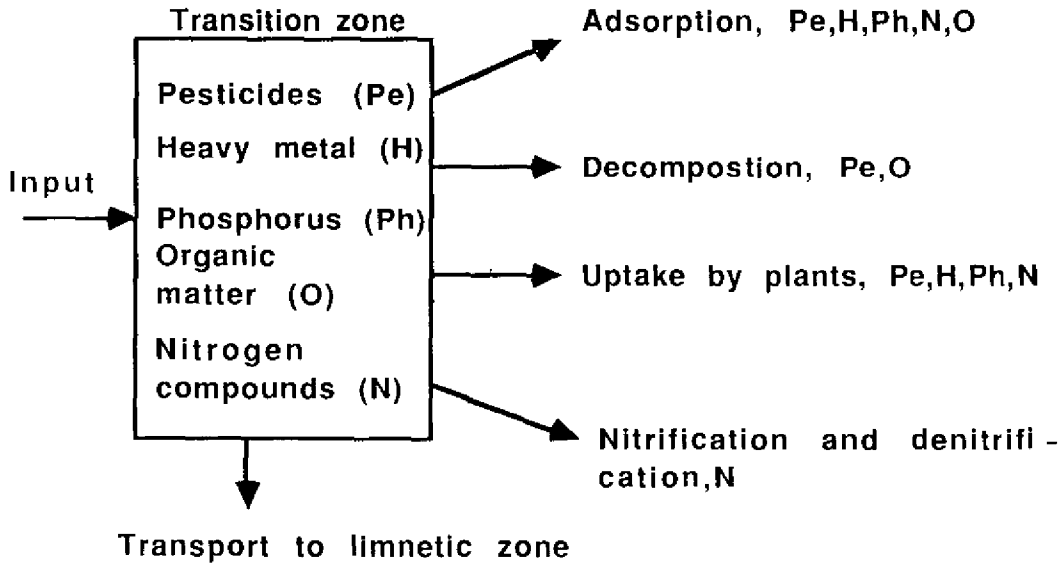 Transition zone
Pesticides (Pe)
Heavy metal (H)
Input
Phosphorus (Ph)
Organic
matter (O)
Nitrogen
compounds (N)
Adsorption, Pe,H,Ph,N,O
Decompostion, Pe,O
Uptake by plants, Pe,H,Ph,N
Nitrification and denitrifi-
cation,N
Transport to limnetic zone